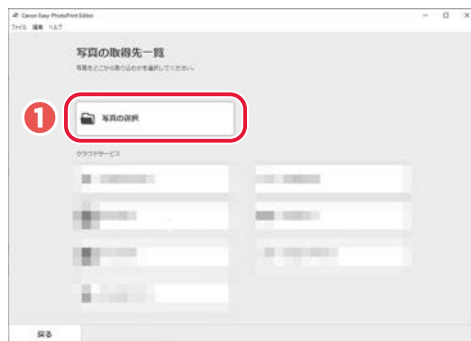 Canon Easy-PhotoPrint Editor
ファイル 編集 ヘルプ
写真の取得先一覧
写真をどこから取り込むかを選択してください。
1
写真の選択
クラウドサービス
戻る